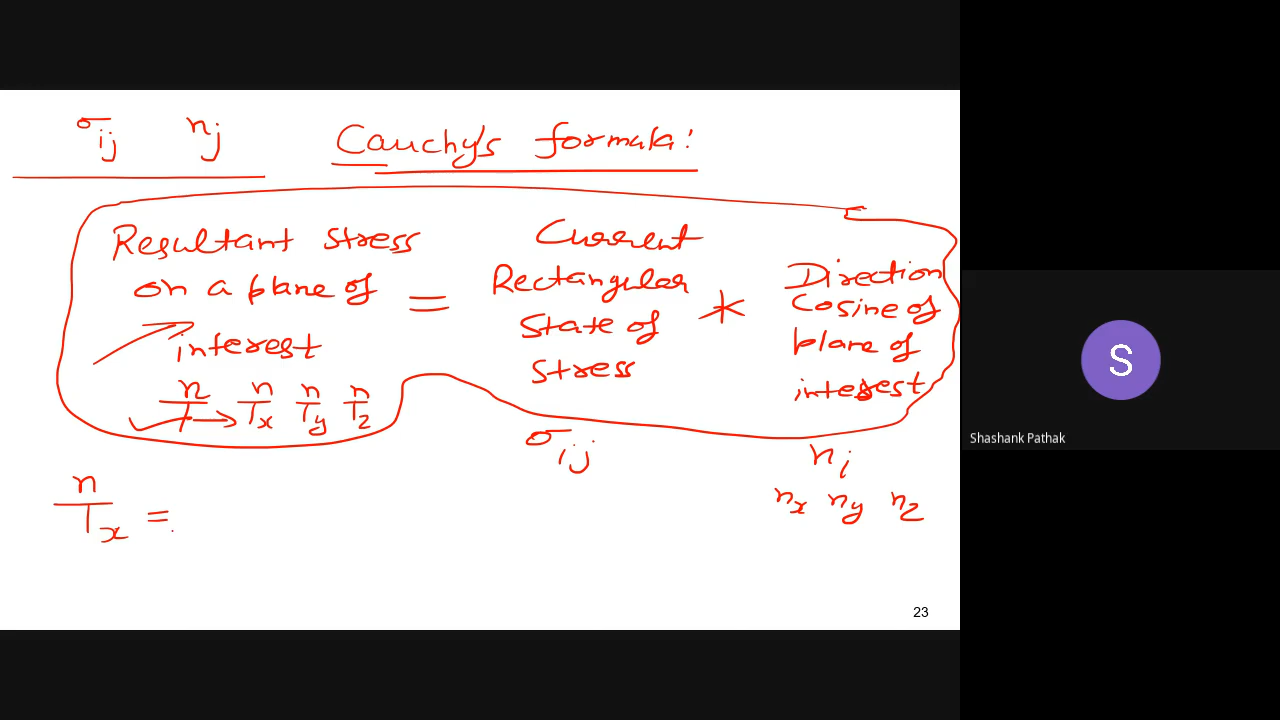 σij nj Cauchy's formula:
Resultant stress
on a plane of
interest
n n n n
T → Tx Ty Tz
=
Current
Rectangular
State of
stress
*
Direction
Cosine of
plane of
interest
σij
ni
nx ny nz
n
Tx =
23
S
Shashank Pathak